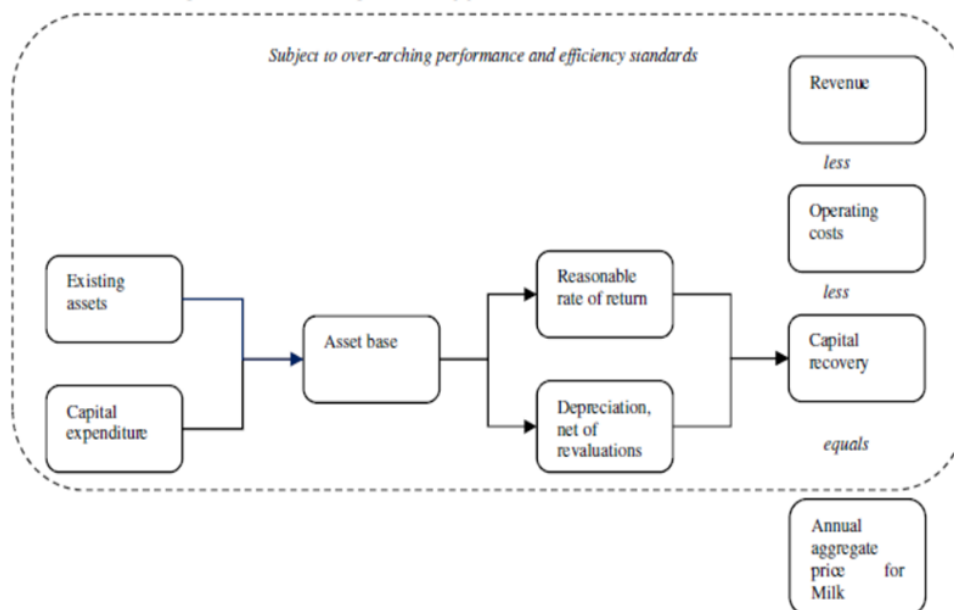 Subject to over-arching performance and efficiency standards
Revenue
less
Operating
costs
less
Existing
assets
Reasonable
rate of return
Asset base
Capital
recovery
Capital
expenditure
Depreciation,
net of
revaluations
equals
Annual
aggregate
price for
Milk